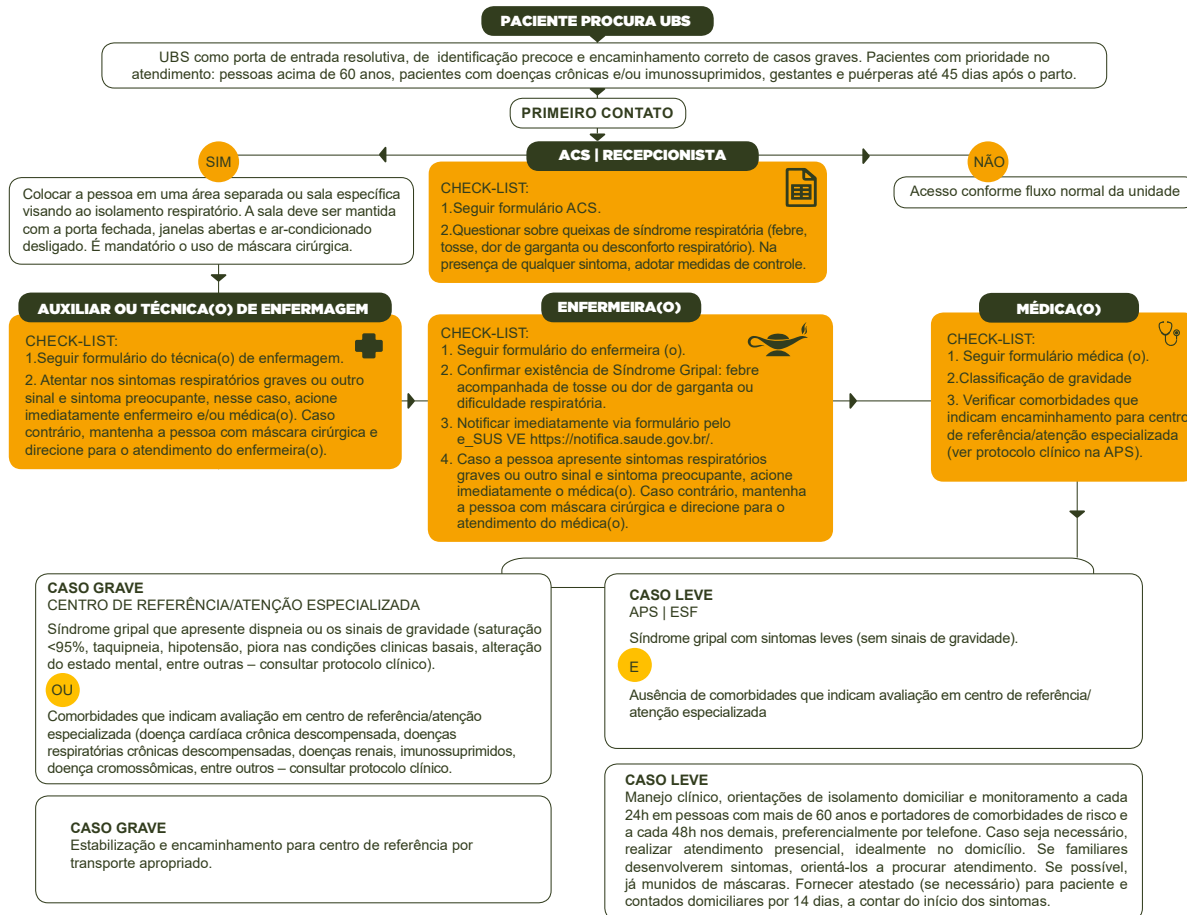 PACIENTE PROCURA UBS
UBS como porta de entrada resolutiva, de identificação precoce e encaminhamento correto de casos graves. Pacientes com prioridade no
atendimento: pessoas acima de 60 anos, pacientes com doenças crônicas e/ou imunossuprimidos, gestantes e puérperas até 45 dias após o parto.
PRIMEIRO CONTATO
SIM
Colocar a pessoa em uma área separada ou sala específica
visando ao isolamento respiratório. A sala deve ser mantida
com a porta fechada, janelas abertas e ar-condicionado
desligado. É mandatório o uso de máscara cirúrgica.
ACS | RECEPCIONISTA
CHECK-LIST:
1.Seguir formulário ACS.
2.Questionar sobre queixas de síndrome respiratória (febre,
tosse, dor de garganta ou desconforto respiratório). Na
presença de qualquer sintoma, adotar medidas de controle.
NÃO
Acesso conforme fluxo normal da unidade
AUXILIAR OU TÉCNICA(O) DE ENFERMAGEM
CHECK-LIST:
1.Seguir formulário do técnica(o) de enfermagem.
2. Atentar nos sintomas respiratórios graves ou outro
sinal e sintoma preocupante, nesse caso, acione
imediatamente enfermeiro e/ou médica(o). Caso
contrário, mantenha a pessoa com máscara cirúrgica e
direcione para o atendimento do enfermeira(o).
ENFERMEIRA(O)
CHECK-LIST:
1. Seguir formulário do enfermeira (o).
2. Confirmar existência de Síndrome Gripal: febre
acompanhada de tosse ou dor de garganta ou
dificuldade respiratória.
3. Notificar imediatamente via formulário pelo
e_SUS VE https://notifica.saude.gov.br/.
4. Caso a pessoa apresente sintomas respiratórios
graves ou outro sinal e sintoma preocupante, acione
imediatamente o médica(o). Caso contrário, mantenha
a pessoa com máscara cirúrgica e direcione para o
atendimento do médica(o).
MÉDICA(O)
CHECK-LIST:
1. Seguir formulário médica (o).
2.Classificação de gravidade
3. Verificar comorbidades que
indicam encaminhamento para centro
de referência/atenção especializada
(ver protocolo clínico na APS).
CASO GRAVE
CENTRO DE REFERÊNCIA/ATENÇÃO ESPECIALIZADA
Síndrome gripal que apresente dispneia ou os sinais de gravidade (saturação
<95%, taquipneia, hipotensão, piora nas condições clinicas basais, alteração
do estado mental, entre outras – consultar protocolo clínico).
OU
Comorbidades que indicam avaliação em centro de referência/atenção
especializada (doença cardíaca crônica descompensada, doenças
respiratórias crônicas descompensadas, doenças renais, imunossuprimidos,
doença cromossômicas, entre outros – consultar protocolo clínico.
CASO GRAVE
Estabilização e encaminhamento para centro de referência por
transporte apropriado.
CASO LEVE
APS | ESF
Síndrome gripal com sintomas leves (sem sinais de gravidade).
E
Ausência de comorbidades que indicam avaliação em centro de referência/
atenção especializada
CASO LEVE
Manejo clínico, orientações de isolamento domiciliar e monitoramento a cada
24h em pessoas com mais de 60 anos e portadores de comorbidades de risco e
a cada 48h nos demais, preferencialmente por telefone. Caso seja necessário,
realizar atendimento presencial, idealmente no domicílio. Se familiares
desenvolverem sintomas, orientá-los a procurar atendimento. Se possível,
já munidos de máscaras. Fornecer atestado (se necessário) para paciente e
contados domiciliares por 14 dias, a contar do início dos sintomas.